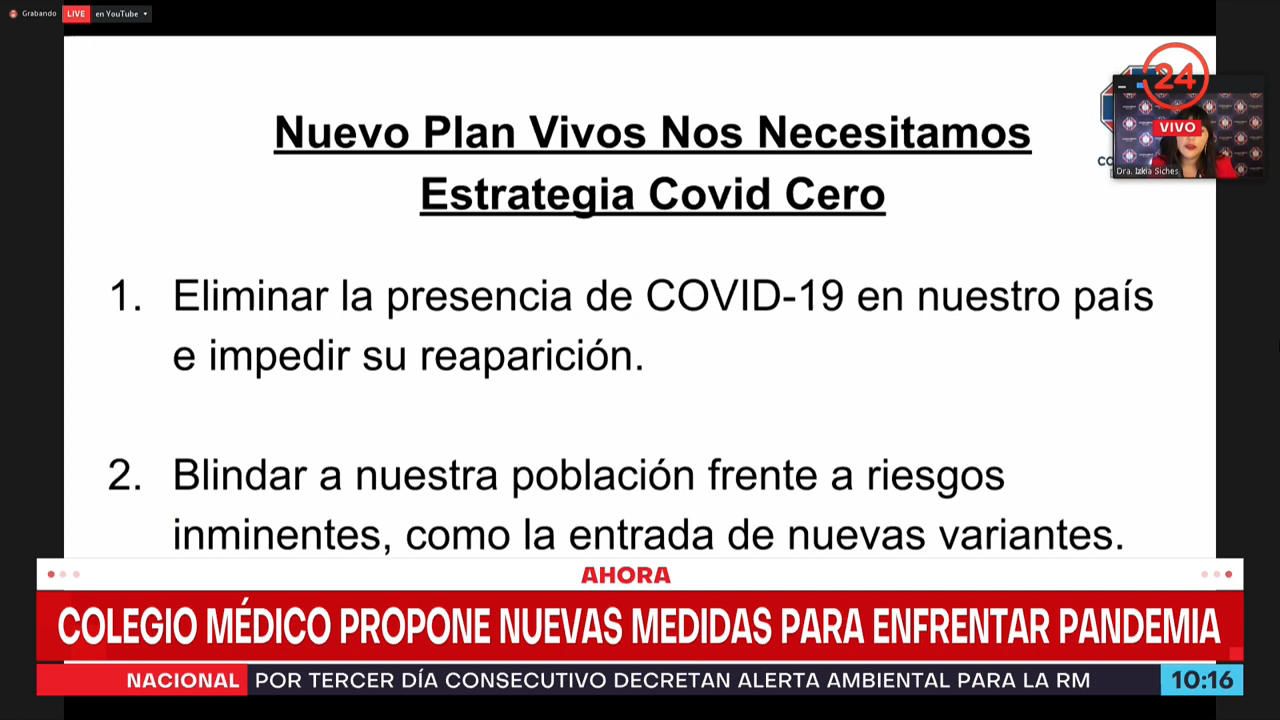 Grabando LIVE en YouTube
24
VIVO
Dra. Izkia Siches
Nuevo Plan Vivos Nos Necesitamos
Estrategia Covid Cero
1. Eliminar la presencia de COVID-19 en nuestro país
e impedir su reaparición.
2. Blindar a nuestra población frente a riesgos
inminentes, como la entrada de nuevas variantes.
AHORA
COLEGIO MÉDICO PROPONE NUEVAS MEDIDAS PARA ENFRENTAR PANDEMIA
NACIONAL POR TERCER DÍA CONSECUTIVO DECRETAN ALERTA AMBIENTAL PARA LA RM 10:16